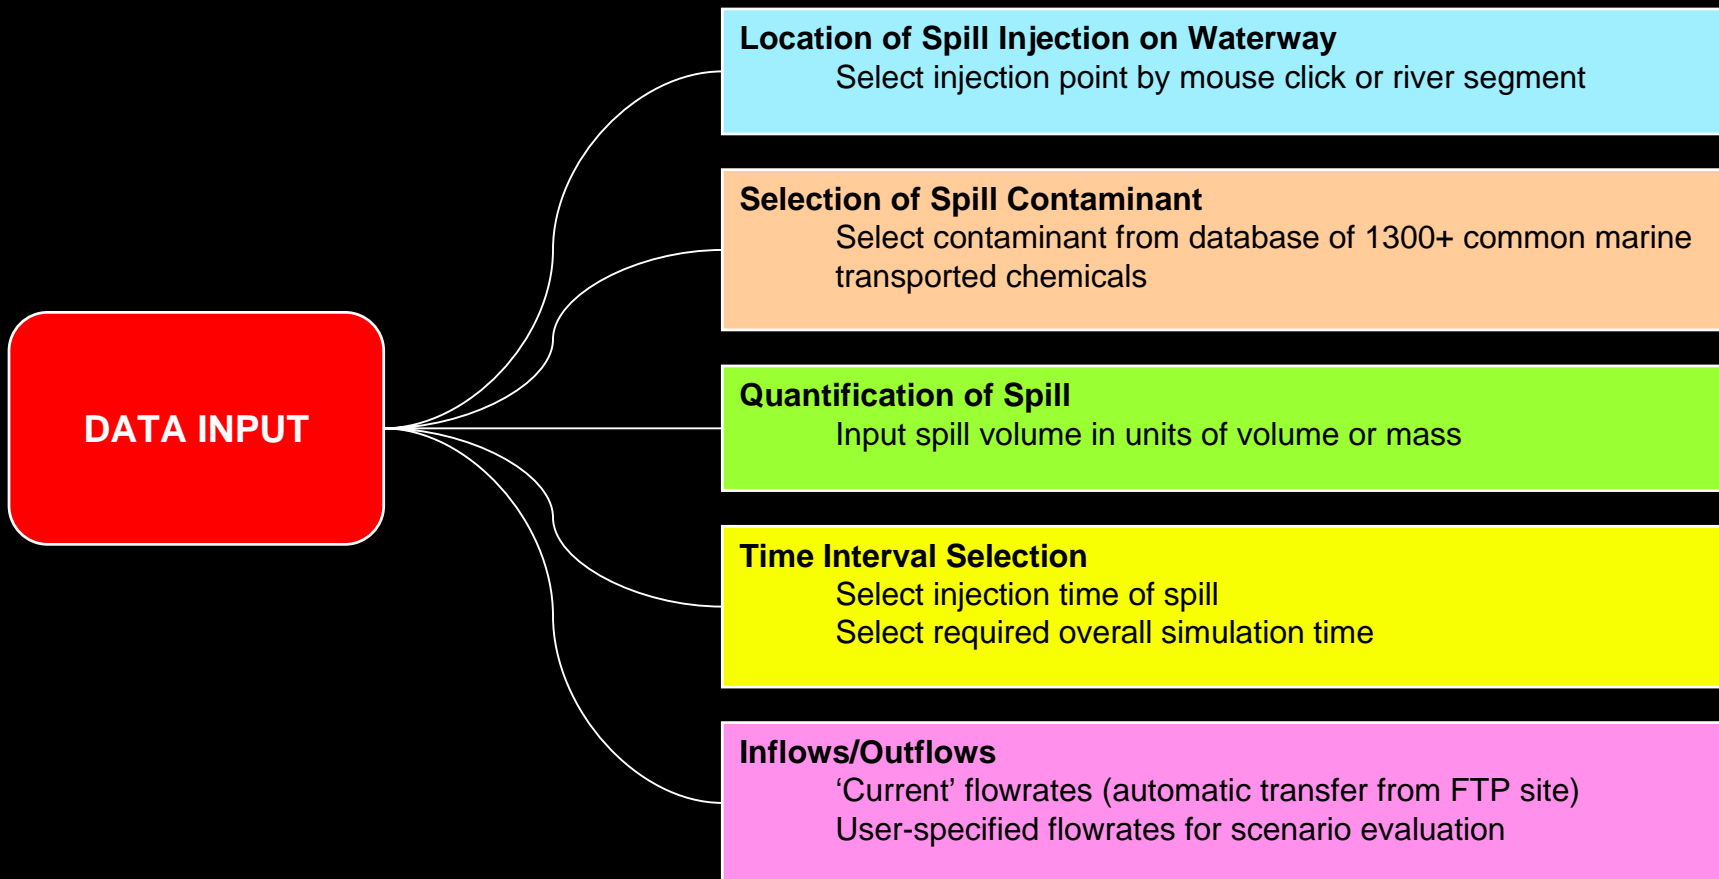 DATA INPUT
Location of Spill Injection on Waterway
Select injection point by mouse click or river segment
Selection of Spill Contaminant
Select contaminant from database of 1300+ common marine
transported chemicals
Quantification of Spill
Input spill volume in units of volume or mass
Time Interval Selection
Select injection time of spill
Select required overall simulation time
Inflows/Outflows
‘Current’ flowrates (automatic transfer from FTP site)
User-specified flowrates for scenario evaluation